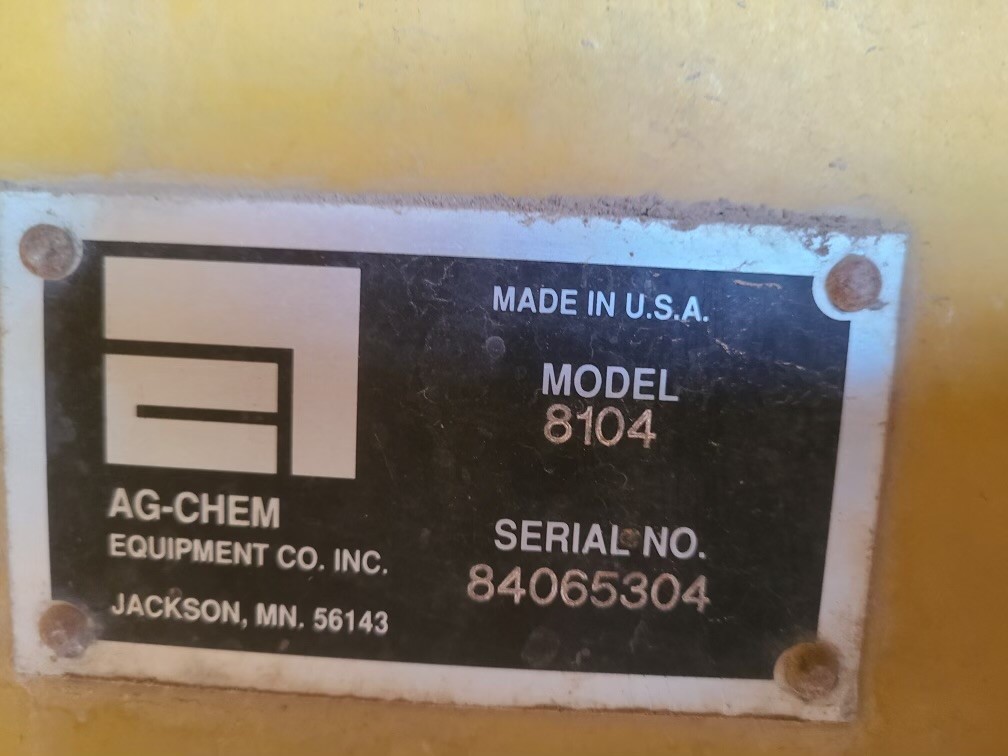 MADE IN U.S.A.
MODEL
8104
AG-CHEM
EQUIPMENT CO. INC.
JACKSON, MN. 56143
SERIAL NO.
84065304